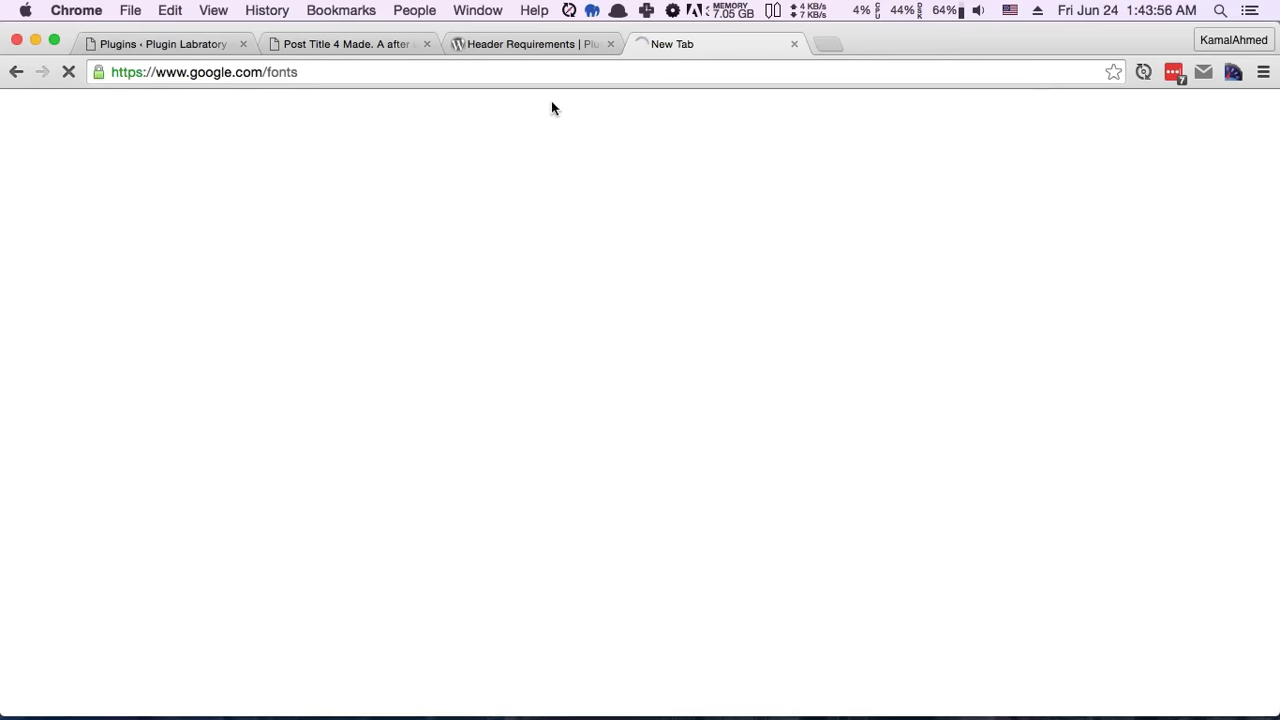 Chrome File Edit View History Bookmarks People Window Help MEMORY 7.05 GB 4 KB/s 7 KB/s 4% 44% 64% Fri Jun 24 1:43:56 AM
Plugins ‹ Plugin Labratory Post Title 4 Made. A after Header Requirements | Plu New Tab KamalAhmed
https://www.google.com/fonts 7